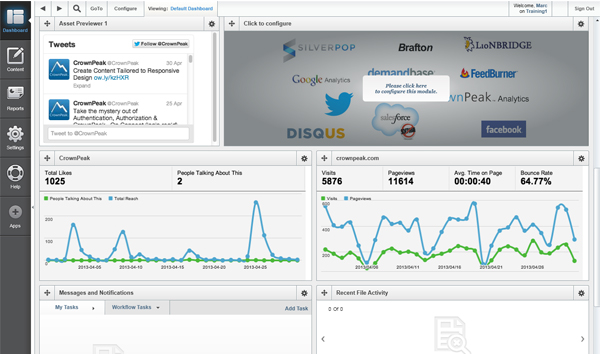 GoTo
Configure
Viewing: Default Dashboard
Welcome, Marc
on Training1
Sign Out
Dashboard
Content
Reports
Settings
Help
Apps
Asset Previewer 1
Tweets
Follow @CrownPeak
CrownPeak @CrownPeak 30 Apr
Create Content Tailored to Responsive
Design ow.ly/kzHXR
Expand
CrownPeak @CrownPeak 25 Apr
Take the mystery out of
Authentication, Authorization &
Tweet to @CrownPeak
Click to configure
SILVERPOP
Brafton
LIONBRIDGE
Google Analytics
demandbase
FeedBurner
Please click here
to configure this module.
wnPeak Analytics
salesforce
DISQUS
facebook
CrownPeak
Total Likes
1025
People Talking About This
2
People Talking About This Total Reach
200
100
0
2013-04-05 2013-04-10 2013-04-15 2013-04-20 2013-04-25
crownpeak.com
Visits
5876
Pageviews
11614
Avg. Time on Page
00:00:40
Bounce Rate
64.77%
Visits Pageviews
600
400
200
2013/04/06 2013/04/11 2013/04/16 2013/04/21 2013/04/26
Messages and Notifications
My Tasks
Workflow Tasks
Add Task
Recent File Activity
0 Of 0